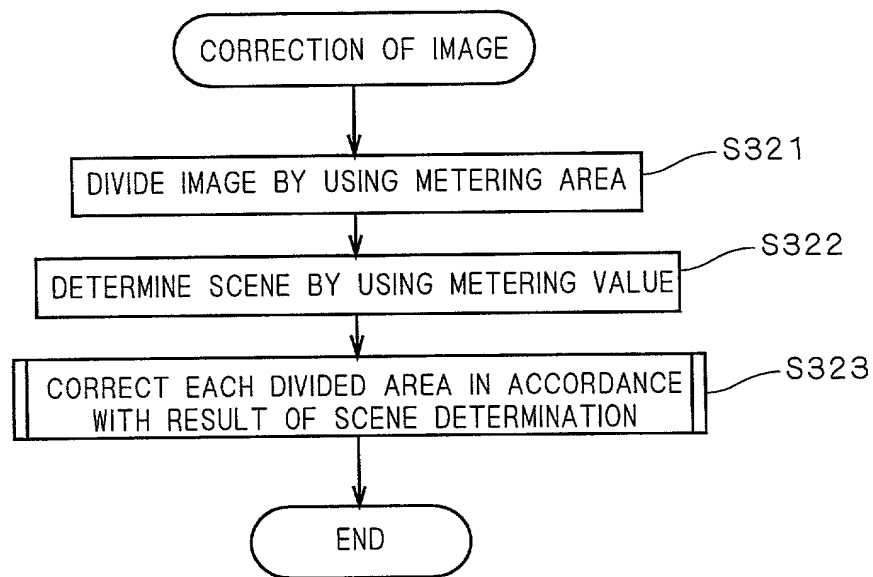 CORRECTION OF IMAGE
DIVIDE IMAGE BY USING METERING AREA
S321
DETERMINE SCENE BY USING METERING VALUE
S322
CORRECT EACH DIVIDED AREA IN ACCORDANCE
WITH RESULT OF SCENE DETERMINATION
S323
END